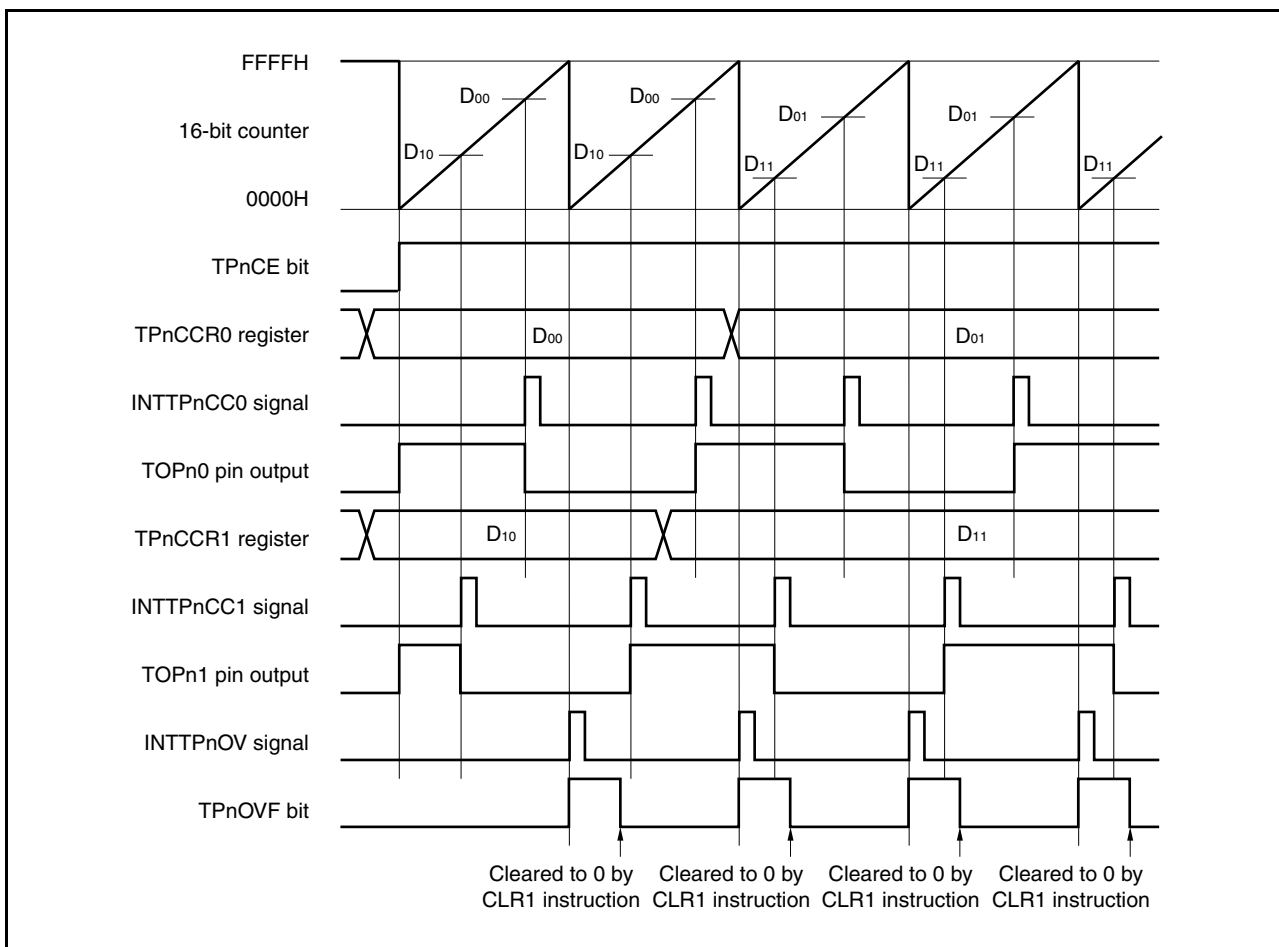 FFFFH
16-bit counter
0000H
D00
D10
D00
D10
D01
D11
D01
D11
D11
TPnCE bit
TPnCCR0 register
D00
D01
INTTPnCC0 signal
TOPn0 pin output
TPnCCR1 register
D10
D11
INTTPnCC1 signal
TOPn1 pin output
INTTPnOV signal
TPnOVF bit
Cleared to 0 by
CLR1 instruction
Cleared to 0 by
CLR1 instruction
Cleared to 0 by
CLR1 instruction
Cleared to 0 by
CLR1 instruction